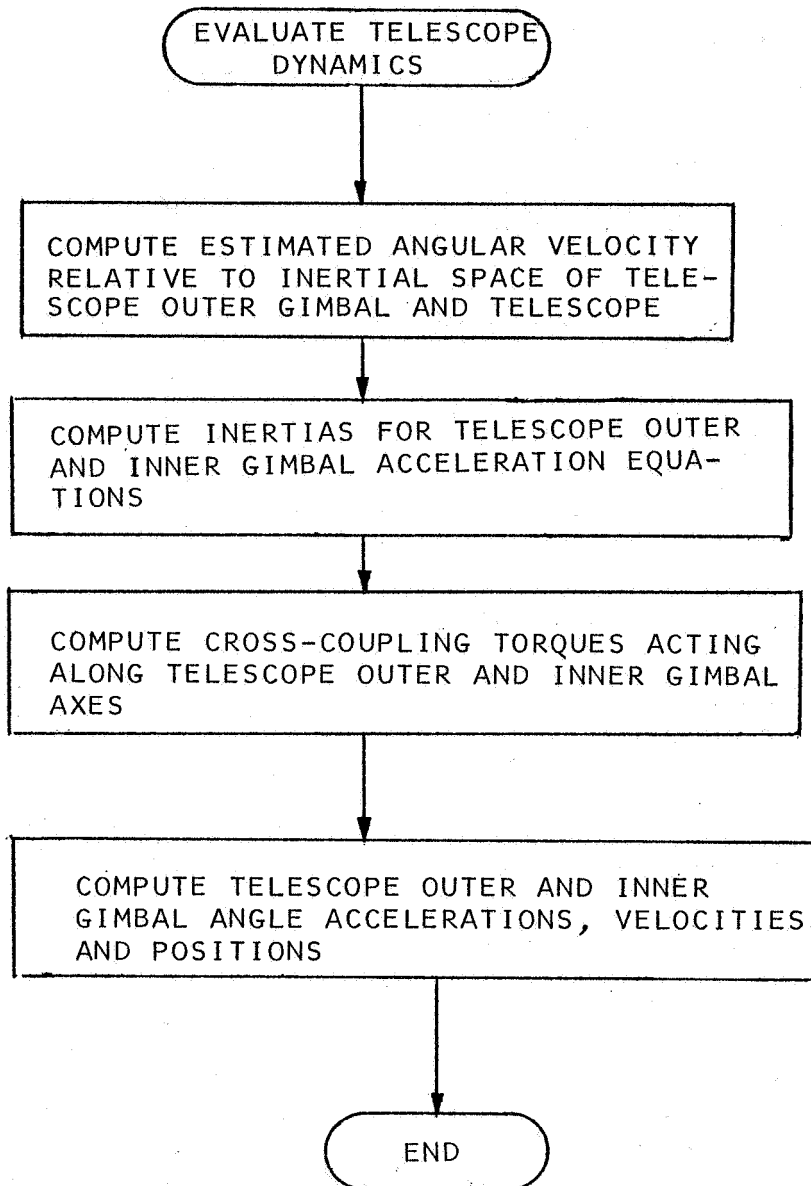 EVALUATE TELESCOPE
DYNAMICS
COMPUTE ESTIMATED ANGULAR VELOCITY
RELATIVE TO INERTIAL SPACE OF TELE-
SCOPE OUTER GIMBAL AND TELESCOPE
COMPUTE INERTIAS FOR TELESCOPE OUTER
AND INNER GIMBAL ACCELERATION EQUA-
TIONS
COMPUTE CROSS-COUPLING TORQUES ACTING
ALONG TELESCOPE OUTER AND INNER GIMBAL
AXES
COMPUTE TELESCOPE OUTER AND INNER
GIMBAL ANGLE ACCELERATIONS, VELOCITIES
AND POSITIONS
END